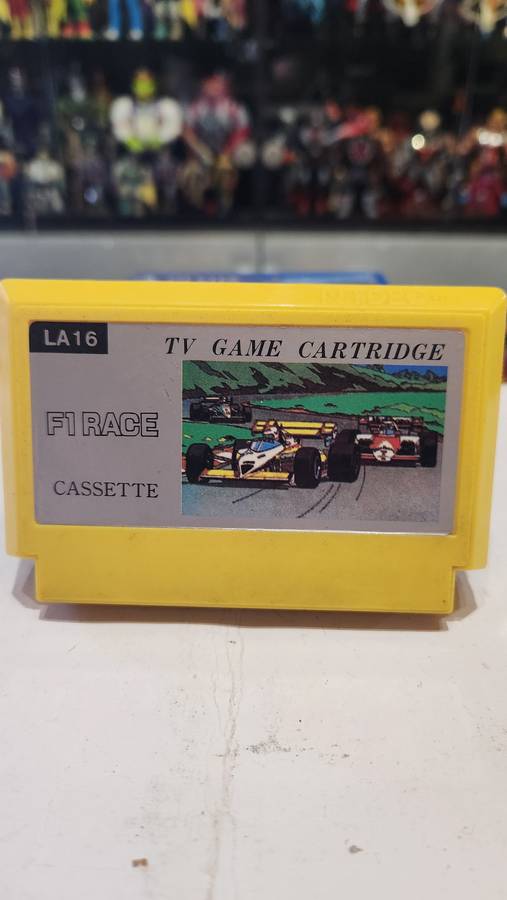 LA16
TV GAME CARTRIDGE
F1 RACE
CASSETTE